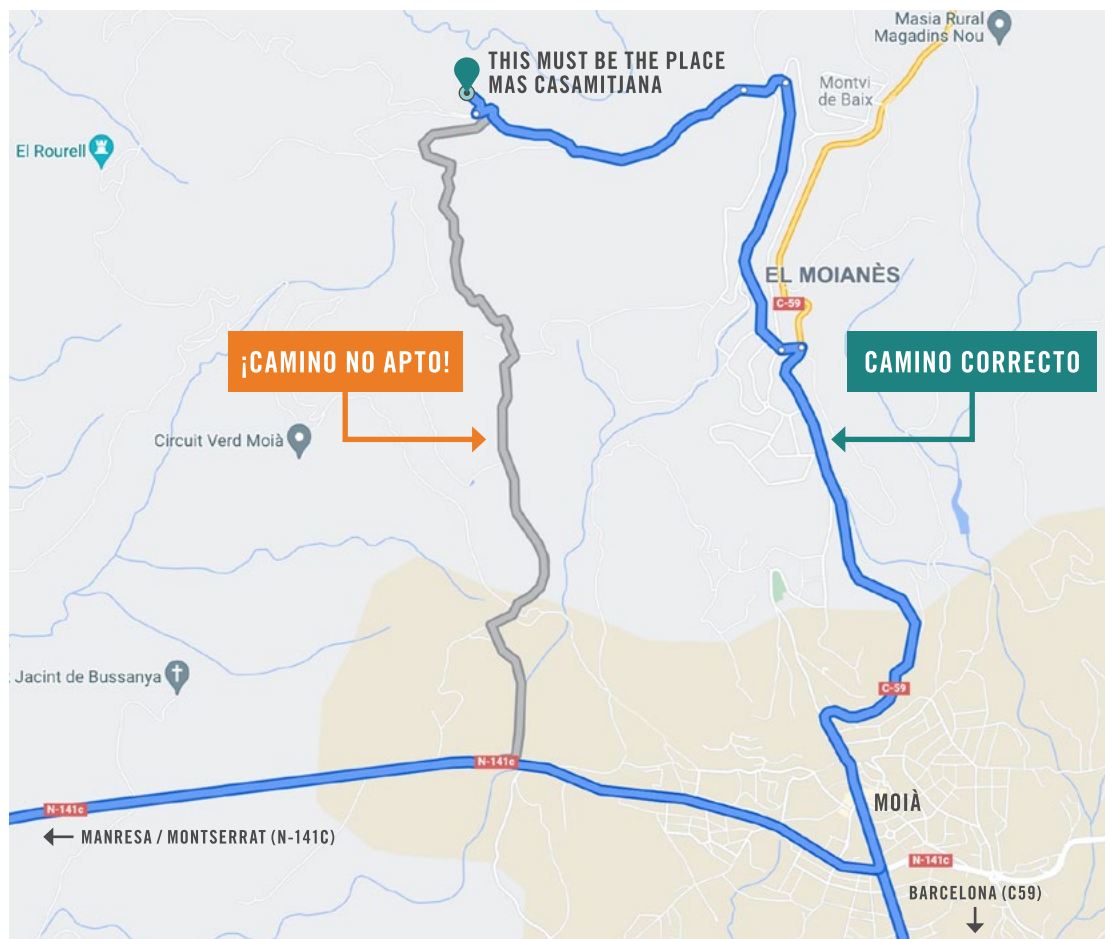 Masia Rural
Magadins Nou
THIS MUST BE THE PLACE
MAS CASAMITJANA
Montví
de Baix
El Rourell
EL MOIANÈS
C-59
¡CAMINO NO APTO!
CAMINO CORRECTO
Circuit Verd Moià
Jacint de Bussanya
C-59
N-141c
N-141c
MOIÀ
MANRESA / MONTSERRAT (N-141C)
N-141c
BARCELONA (C59)